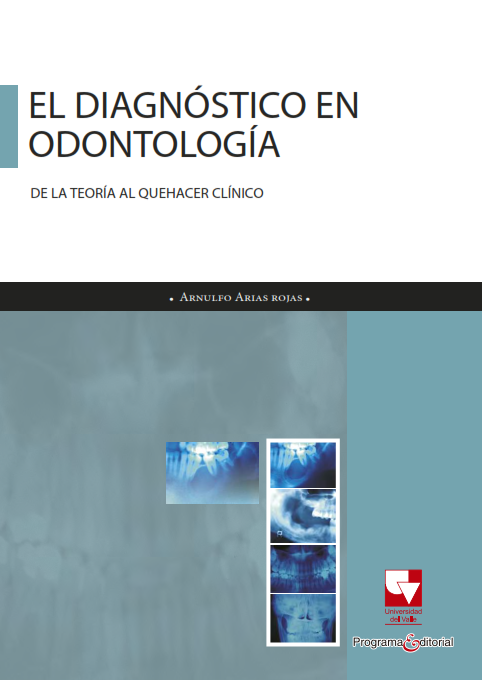 EL DIAGNÓSTICO EN
ODONTOLOGÍA
DE LA TEORÍA AL QUEHACER CLÍNICO
• Arnulfo Arias rojas •
Universidad
del Valle
Programa Editorial